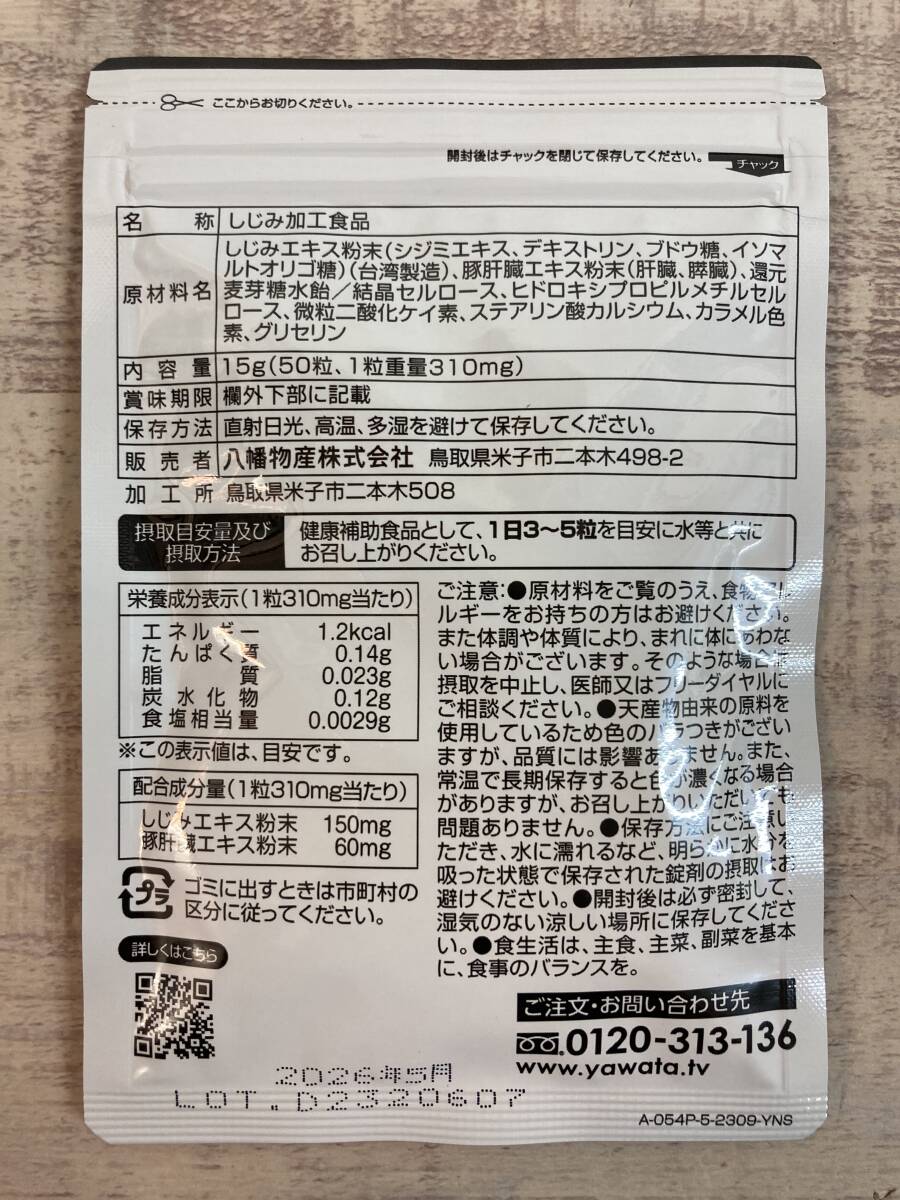 ここからお切りください。
開封後はチャックを閉じて保存してください。 チャック
名称 しじみ加工食品
原材料名 しじみエキス粉末(シジミエキス、デキストリン、ブドウ糖、イソマ
ルトオリゴ糖)(台湾製造)、豚肝臓エキス粉末(肝臓、膵臓)、還元
麦芽糖水飴/結晶セルロース、ヒドロキシプロピルメチルセル
ロース、微粒二酸化ケイ素、ステアリン酸カルシウム、カラメル色
素、グリセリン
内容量 15g(50粒、1粒重量310mg)
賞味期限 欄外下部に記載
保存方法 直射日光、高温、多湿を避けて保存してください。
販売者 八幡物産株式会社 鳥取県米子市二本木498-2
加工所 鳥取県米子市二本木508
摂取目安量及び
摂取方法
健康補助食品として、1日3〜5粒を目安に水等と共に
お召し上がりください。
栄養成分表示(1粒310mg当たり)
エネルギー 1.2kcal
たんぱく質 0.14g
脂質 0.023g
炭水化物 0.12g
食塩相当量 0.0029g
※この表示値は、目安です。
配合成分量(1粒310mg当たり)
しじみエキス粉末 150mg
豚肝臓エキス粉末 60mg
プラ
ゴミに出すときは市町村の
区分に従ってください。
詳しくはこちら
ご注意:●原材料をご覧のうえ、食物アレ
ルギーをお持ちの方はお避けください。
また体調や体質により、まれに体にあわな
い場合がございます。そのような場合は
摂取を中止し、医師又はフリーダイヤルに
ご相談ください。●天産物由来の原料を
使用しているため色のバラつきがござい
ますが、品質には影響ありません。また、
常温で長期保存すると色が濃くなる場合
がありますが、お召し上がりいただいても
問題ありません。●保存方法にご注意い
ただき、水に濡れるなど、明らかに水分を
吸った状態で保存された錠剤の摂取はお
避けください。●開封後は必ず密封して、
湿気のない涼しい場所に保存してくださ
い。●食生活は、主食、主菜、副菜を基本
に、食事のバランスを。
ご注文・お問い合わせ先
0120-313-136
www.yawata.tv
2026年5月
LOT.D2320607
A-054P-5-2309-YNS